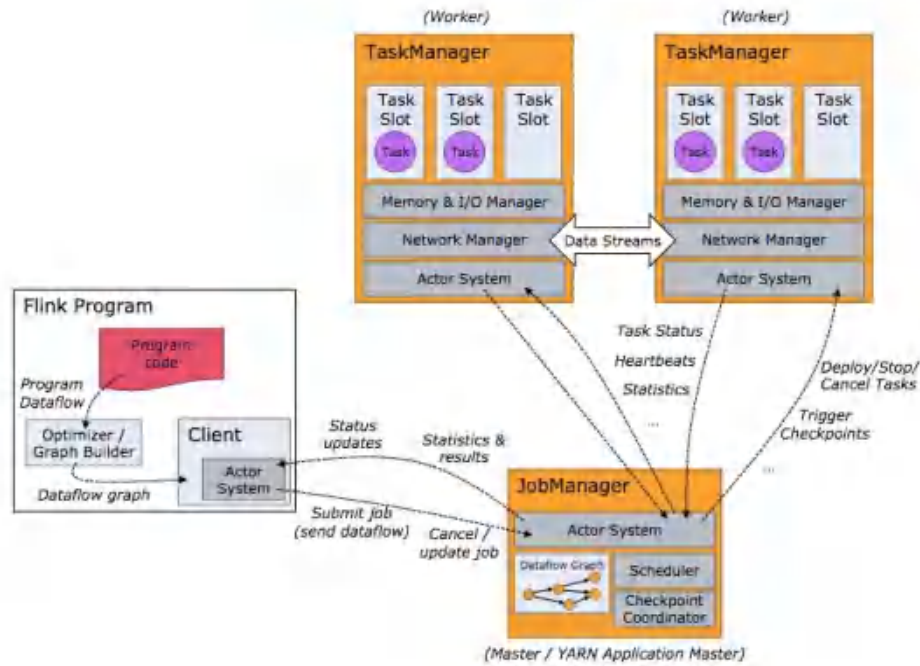 (Worker)
(Worker)
TaskManager
TaskManager
Task Slot
Task Slot
Task Slot
Task Slot
Task Slot
Task Slot
Task
Task
Task
Task
Memory & I/O Manager
Memory & I/O Manager
Network Manager
Data Streams
Network Manager
Actor System
Actor System
Flink Program
Program
code
Program
Dataflow
Optimizer /
Graph Builder
Dataflow graph
Client
Actor
System
Status
updates
Statistics &
results
Submit job
(send dataflow)
Cancel /
update job
Task Status
Heartbeats
Statistics
...
Deploy/Stop/
Cancel Tasks
Trigger
Checkpoints
...
JobManager
Actor System
Dataflow Graph
Scheduler
Checkpoint
Coordinator
(Master / YARN Application Master)